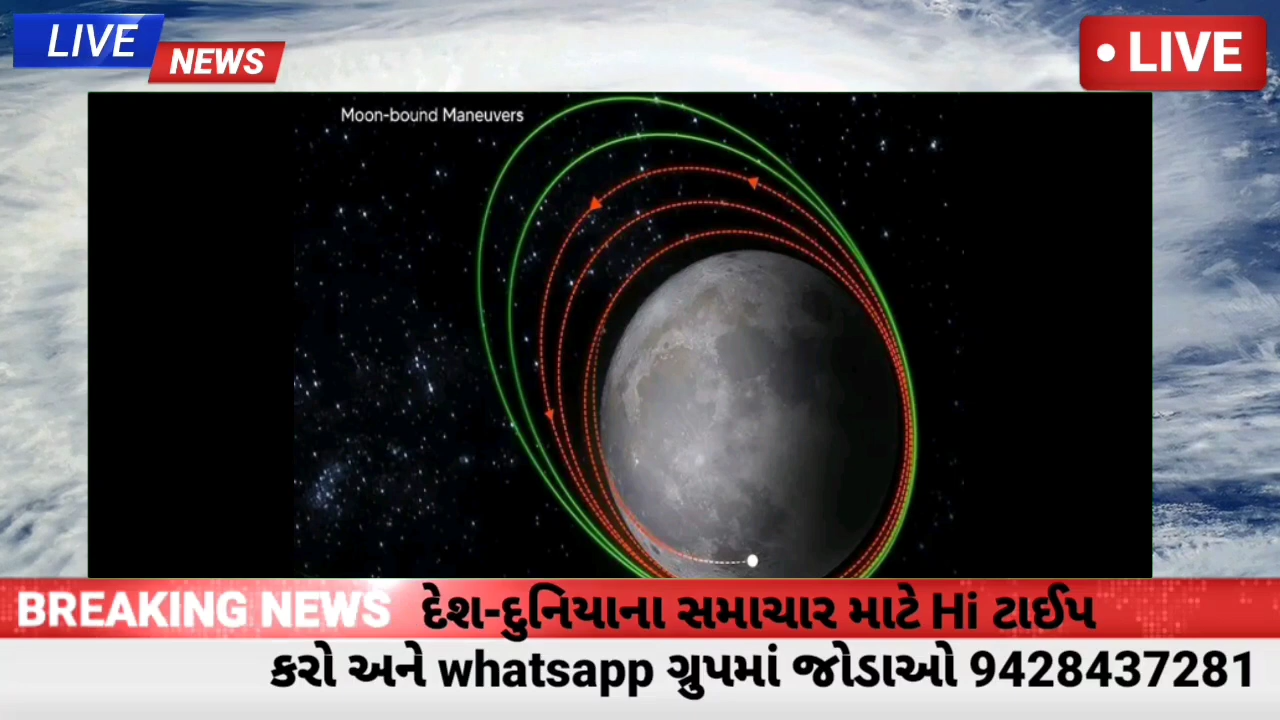 LIVE
NEWS
LIVE
Moon-bound Maneuvers
BREAKING NEWS
દેશ-દુનિયાના સમાચાર માટે Hi ટાઈપ
કરો અને whatsapp ગ્રુપમાં જોડાઓ 9428437281